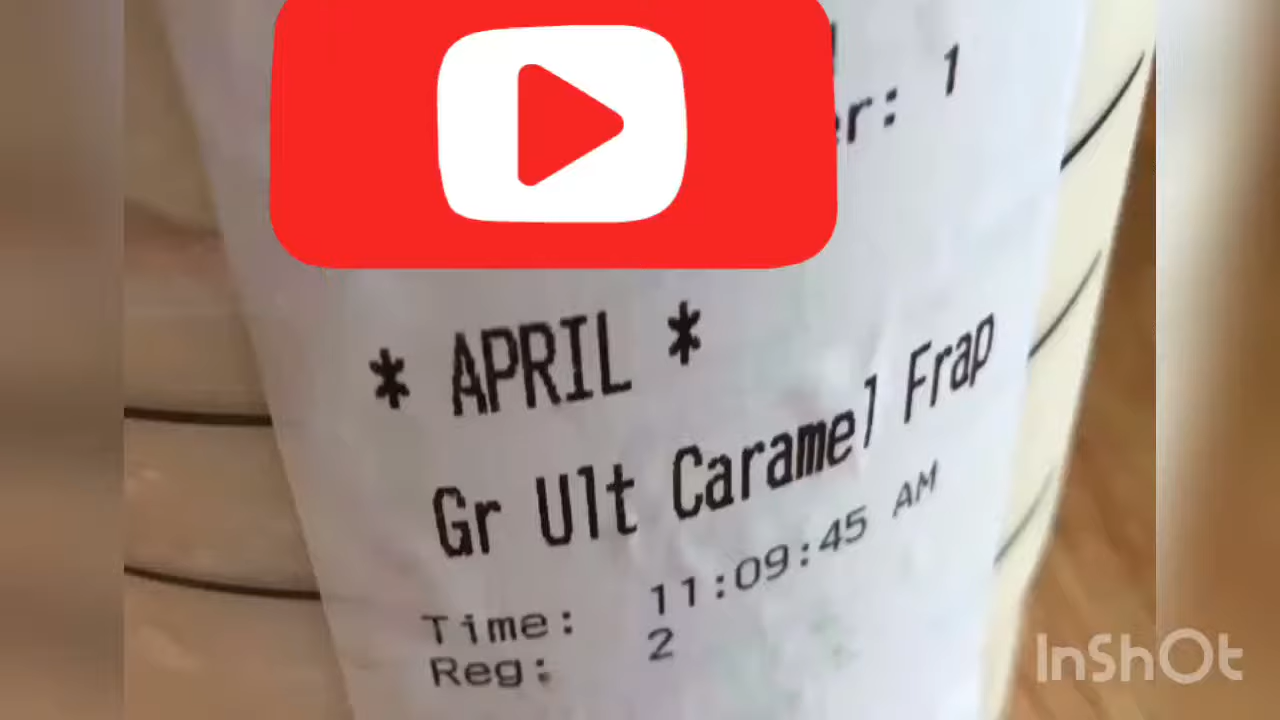 er: 1
* APRIL *
Gr Ult Caramel Frap
Time: 11:09:45 AM
Reg: 2
InShOt